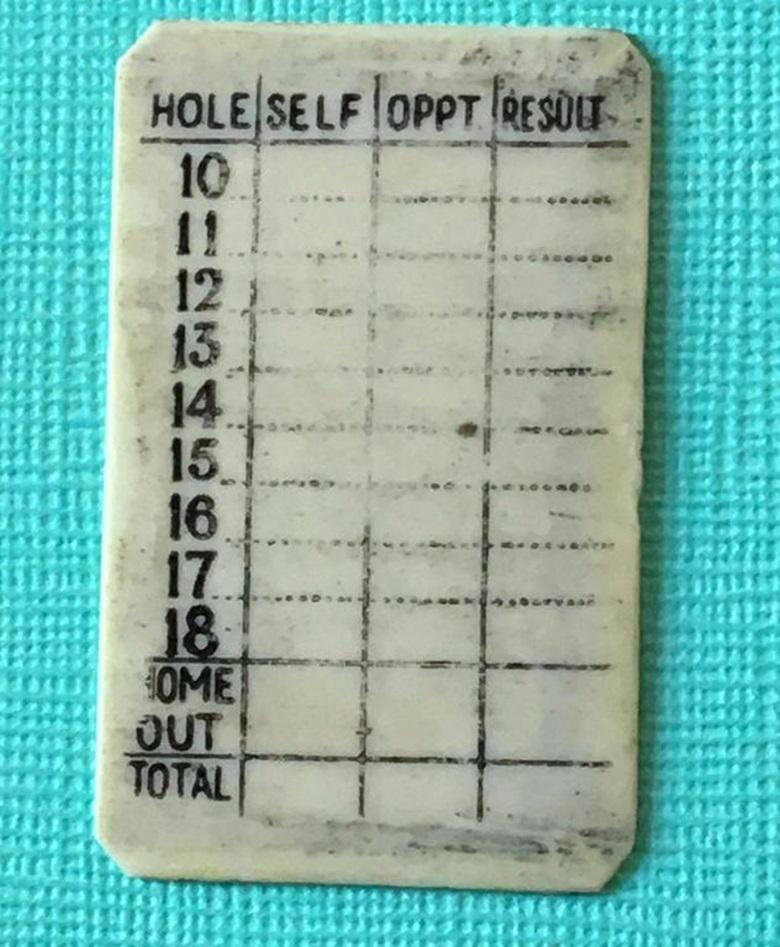 HOLE SELF OPPT. RESULT
10
11
12
13
14
15
16
17
18
HOME
OUT
TOTAL